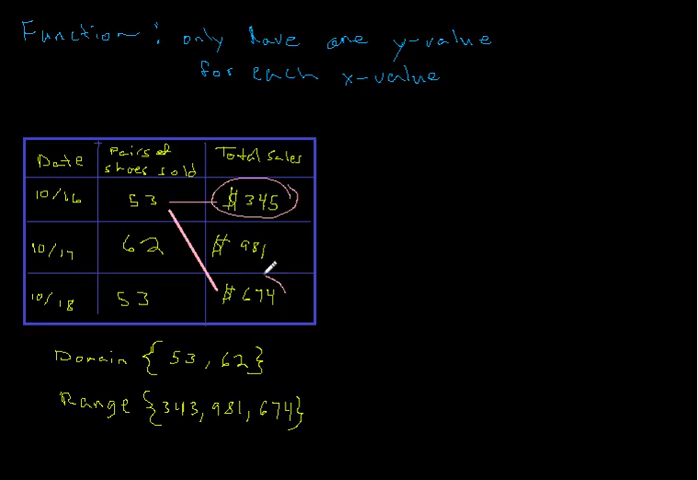 Function: only have one y-value
for each x-value
Date Pairs of shoes sold Total Sales
10/16 53 $345
10/17 62 $981
10/18 53 $674
Domain {53, 62}
Range {343, 981, 674}